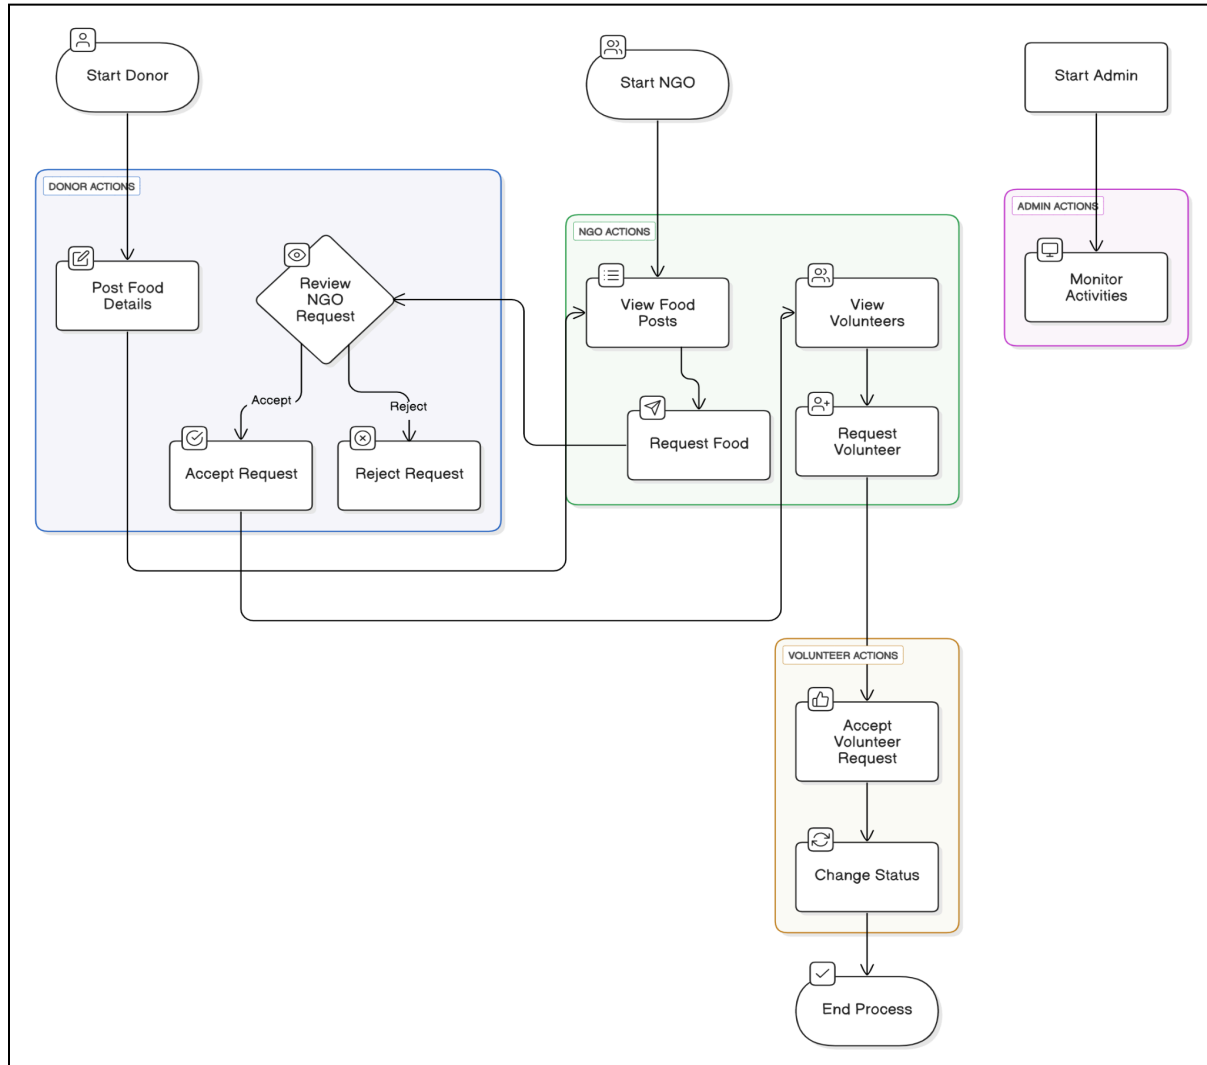 Start Donor
Start NGO
Start Admin
DONOR ACTIONS
Post Food
Details
Review
NGO
Request
Accept
Reject
Accept Request
Reject Request
NGO ACTIONS
View Food
Posts
Request Food
View
Volunteers
Request
Volunteer
ADMIN ACTIONS
Monitor
Activities
VOLUNTEER ACTIONS
Accept
Volunteer
Request
Change Status
End Process